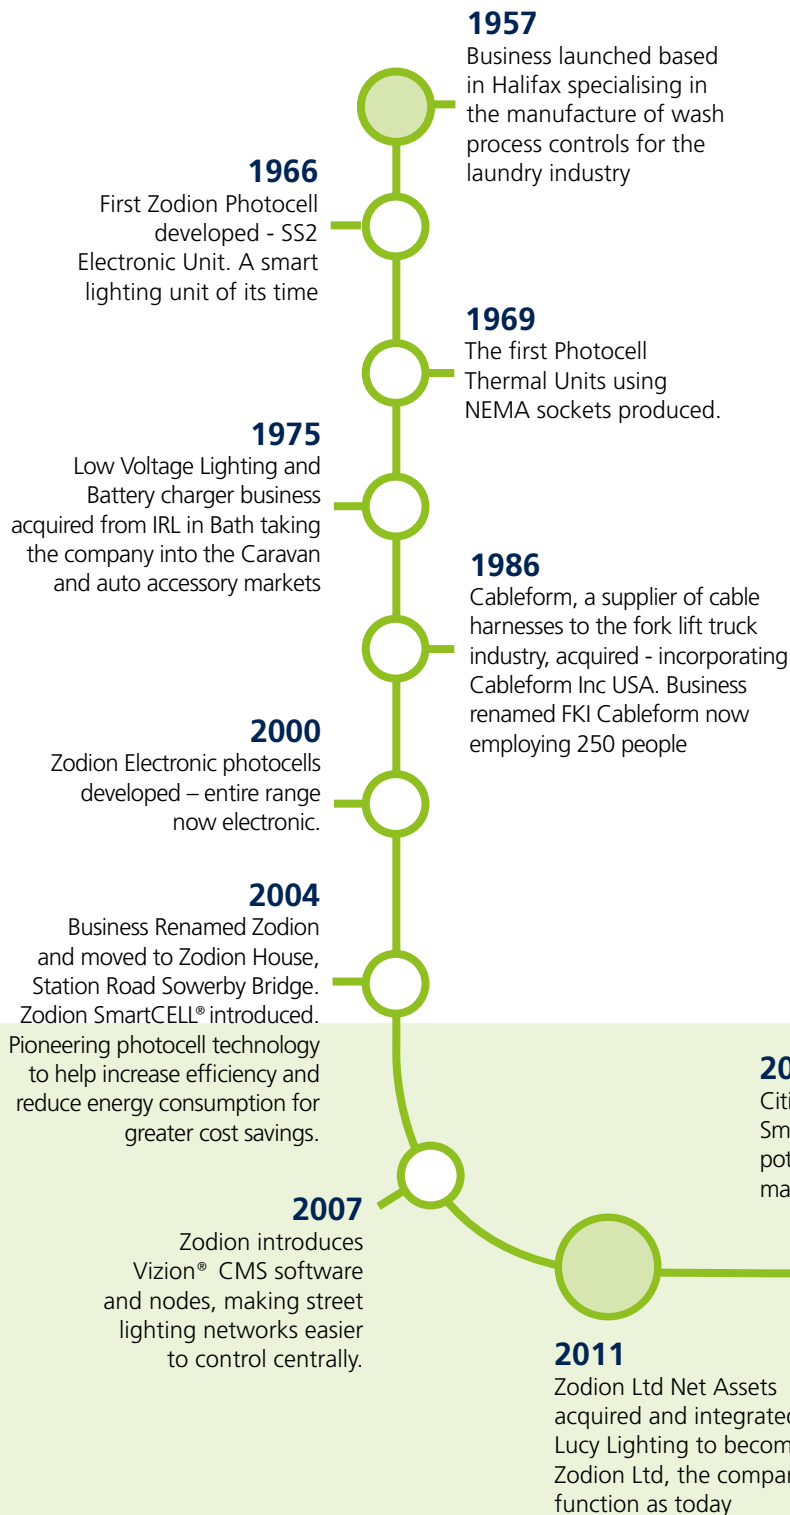 1957
Business launched based
in Halifax specialising in
the manufacture of wash
process controls for the
laundry industry
1966
First Zodion Photocell
developed - SS2
Electronic Unit. A smart
lighting unit of its time
1969
The first Photocell
Thermal Units using
NEMA sockets produced.
1975
Low Voltage Lighting and
Battery charger business
acquired from IRL in Bath taking
the company into the Caravan
and auto accessory markets
1986
Cableform, a supplier of cable
harnesses to the fork lift truck
industry, acquired - incorporating
Cableform Inc USA. Business
renamed FKI Cableform now
employing 250 people
2000
Zodion Electronic photocells
developed – entire range
now electronic.
2004
Business Renamed Zodion
and moved to Zodion House,
Station Road Sowerby Bridge.
Zodion SmartCELL® introduced.
Pioneering photocell technology
to help increase efficiency and
reduce energy consumption for
greater cost savings.
2007
Zodion introduces
Vizion® CMS software
and nodes, making street
lighting networks easier
to control centrally.
2011
Zodion Ltd Net Assets
acquired and integrated
Lucy Lighting to
Zodion Ltd, the
function as today